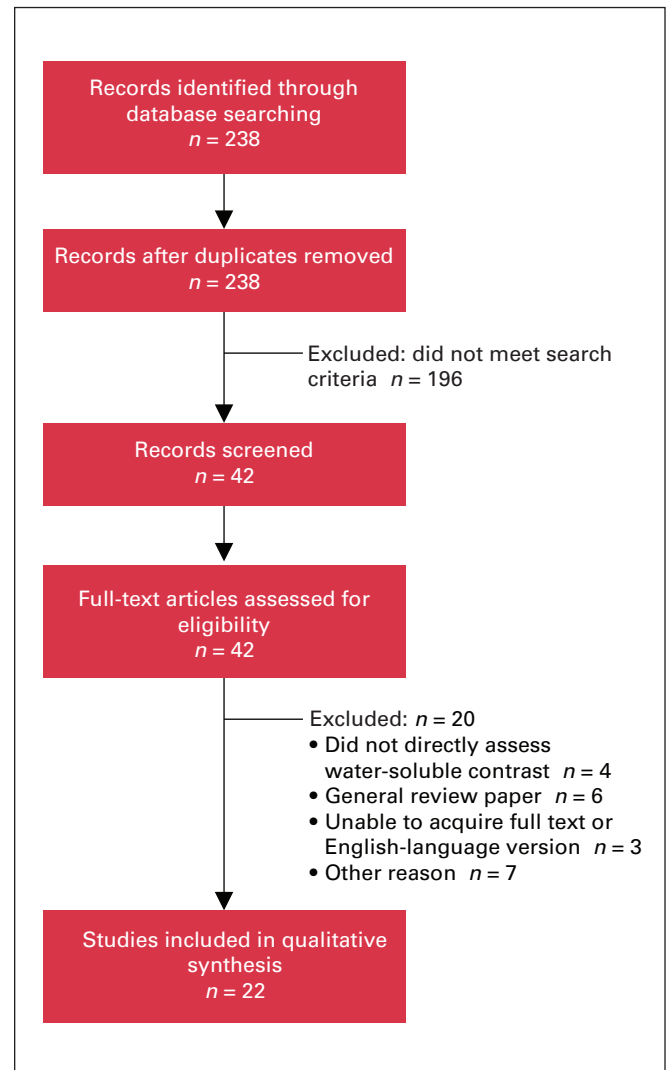 Records identified through
database searching
n = 238
Records after duplicates removed
n = 238
Excluded: did not meet search
criteria n = 196
Records screened
n = 42
Full-text articles assessed for
eligibility
n = 42
Excluded: n = 20
• Did not directly assess
water-soluble contrast n = 4
• General review paper n = 6
• Unable to acquire full text or
English-language version n = 3
• Other reason n = 7
Studies included in qualitative
synthesis
n = 22